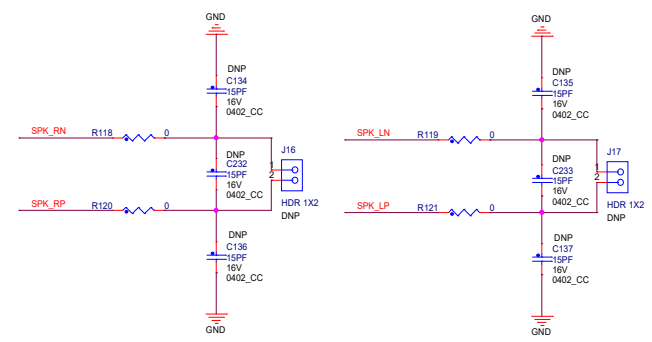 GND
DNP
C134
15PF
16V
0402_CC
SPK_RN
R118
0
J16
1
2
HDR 1X2
DNP
DNP
C232
15PF
16V
0402_CC
SPK_RP
R120
0
DNP
C136
15PF
16V
0402_CC
GND
GND
DNP
C135
15PF
16V
0402_CC
SPK_LN
R119
0
J17
1
2
HDR 1X2
DNP
DNP
C233
15PF
16V
0402_CC
SPK_LP
R121
0
DNP
C137
15PF
16V
0402_CC
GND